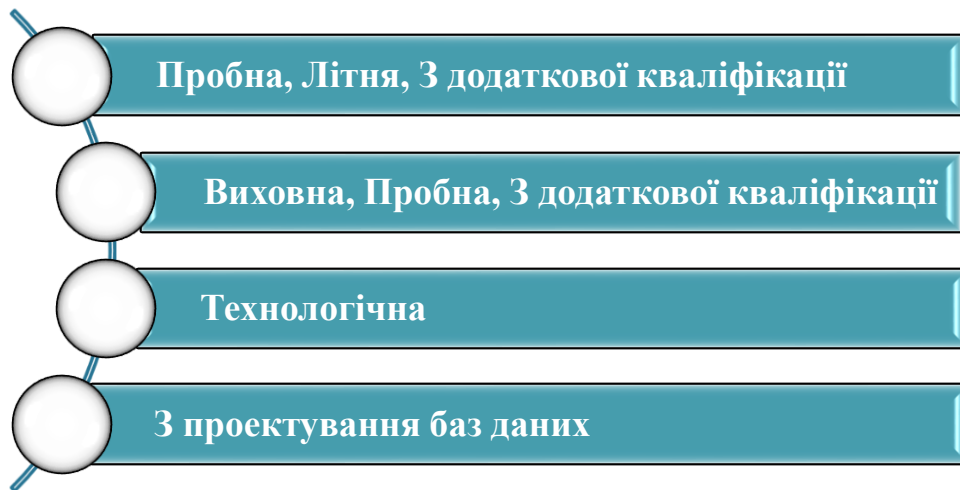 Пробна, Літня, З додаткової кваліфікації
Виховна, Пробна, З додаткової кваліфікації
Технологічна
З проектування баз даних